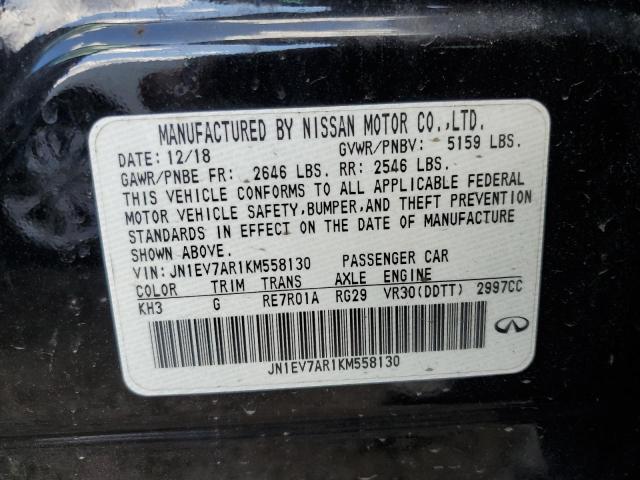 MANUFACTURED BY NISSAN MOTOR CO.,LTD.
DATE: 12/18 GVWR/PNBV: 5159 LBS.
GAWR/PNBE FR: 2646 LBS. RR: 2546 LBS.
THIS VEHICLE CONFORMS TO ALL APPLICABLE FEDERAL
MOTOR VEHICLE SAFETY,BUMPER,AND THEFT PREVENTION
STANDARDS IN EFFECT ON THE DATE OF MANUFACTURE
SHOWN ABOVE.
VIN: JN1EV7AR1KM558130 PASSENGER CAR
COLOR TRIM TRANS AXLE ENGINE
KH3 G RE7R01A RG29 VR30(DDTT) 2997CC
JN1EV7AR1KM558130
INFINITI